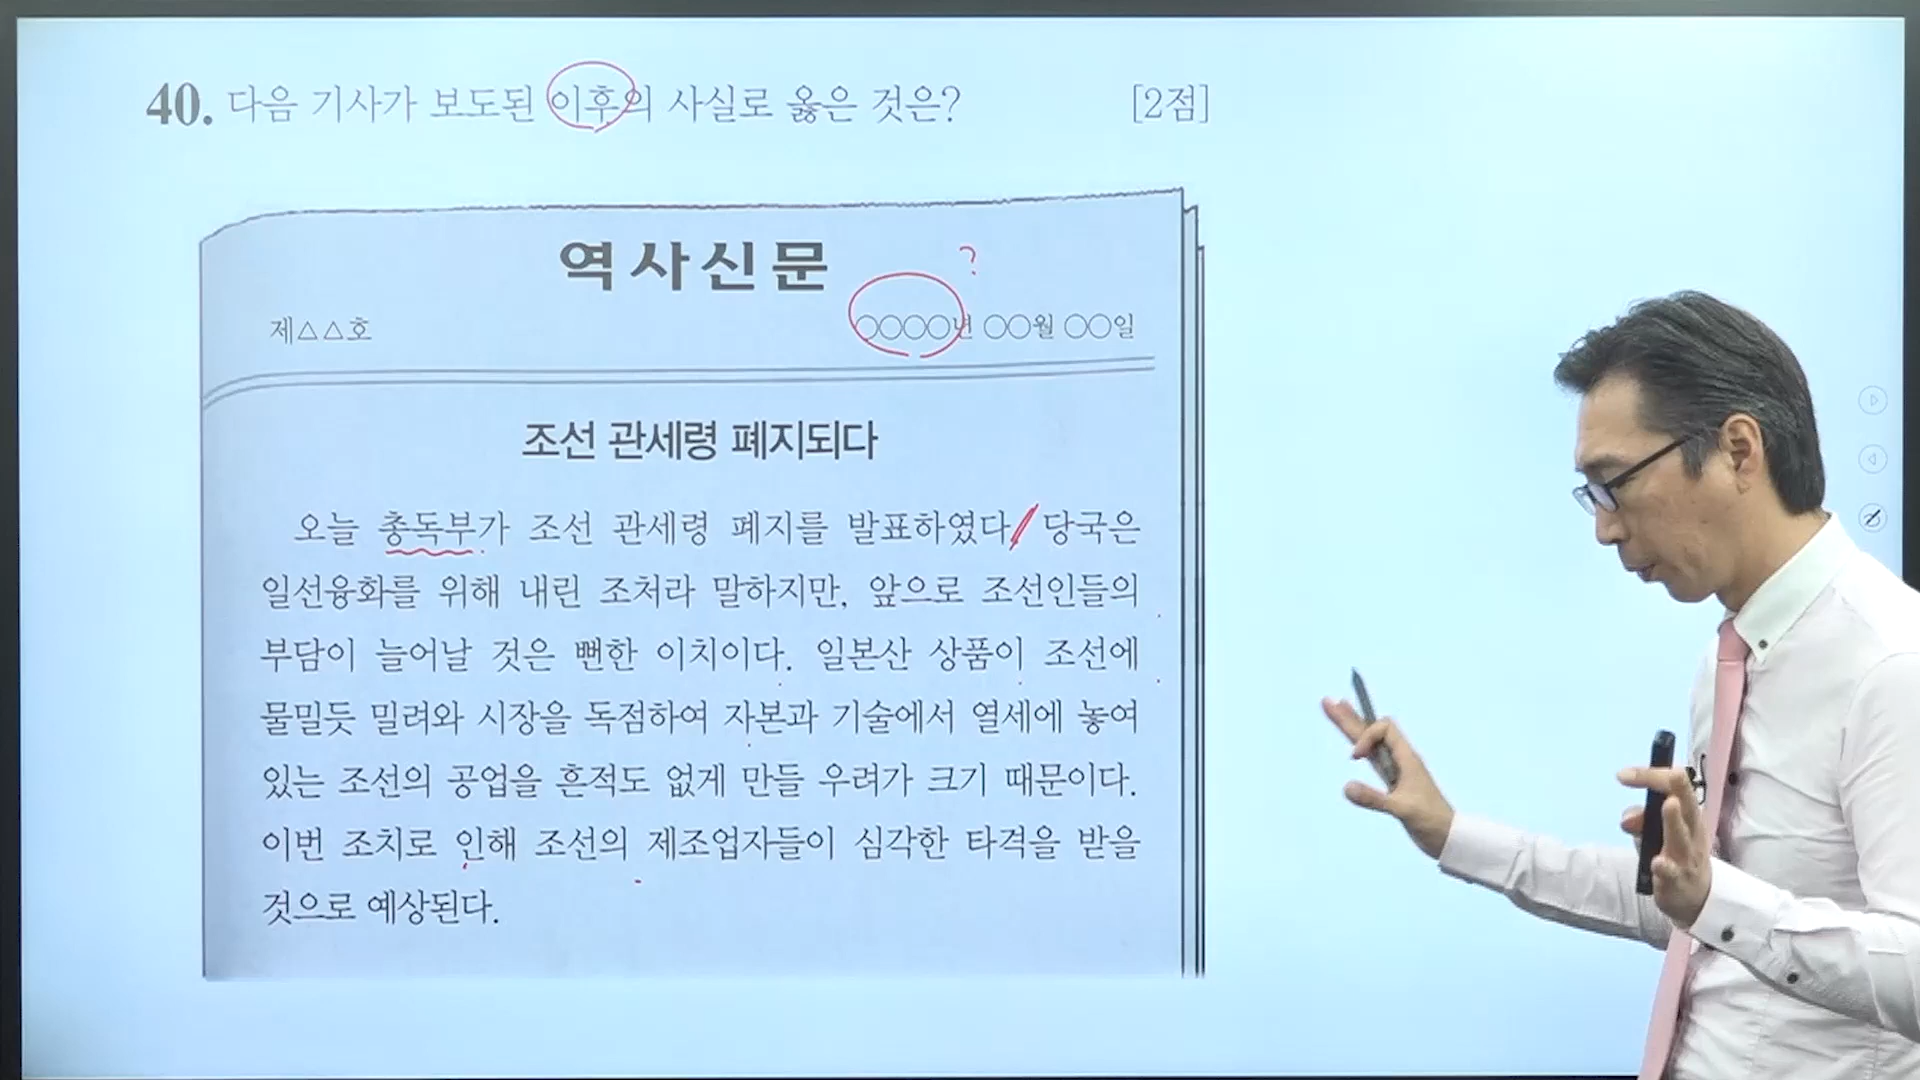 40. 다음 기사가 보도된 이후의 사실로 옳은 것은? [2점]
역사신문
?
제△△호 ○○○○년 ○○월 ○○일
조선 관세령 폐지되다
오늘 총독부가 조선 관세령 폐지를 발표하였다. 당국은
일선융화를 위해 내린 조처라 말하지만, 앞으로 조선인들의
부담이 늘어날 것은 뻔한 이치이다. 일본산 상품이 조선에
물밀듯 밀려와 시장을 독점하여 자본과 기술에서 열세에 놓여
있는 조선의 공업을 흔적도 없게 만들 우려가 크기 때문이다.
이번 조치로 인해 조선의 제조업자들이 심각한 타격을 받을
것으로 예상된다.